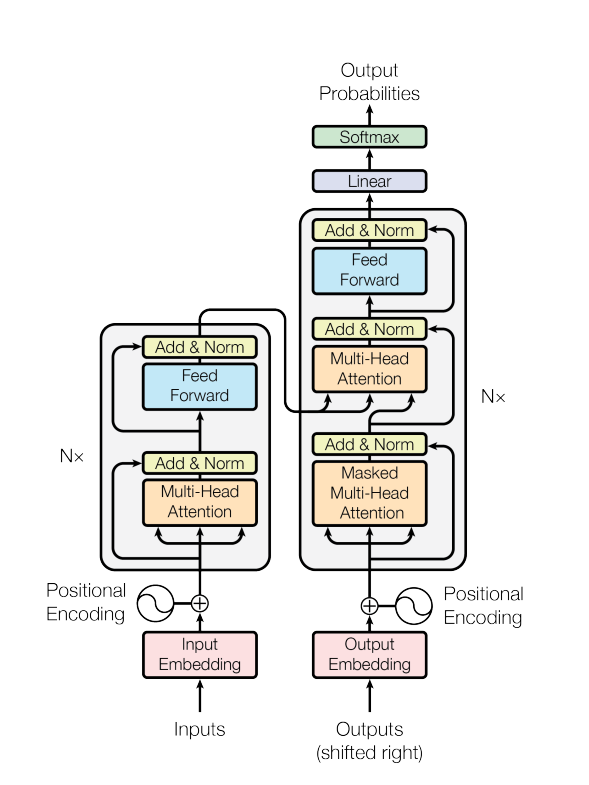 Output
Probabilities
Softmax
Linear
Add & Norm
Feed
Forward
Add & Norm
Multi-Head
Attention
Add & Norm
Masked
Multi-Head
Attention
N×
Add & Norm
Feed
Forward
Add & Norm
Multi-Head
Attention
N×
Positional
Encoding
Positional
Encoding
Input
Embedding
Output
Embedding
Inputs
Outputs
(shifted right)